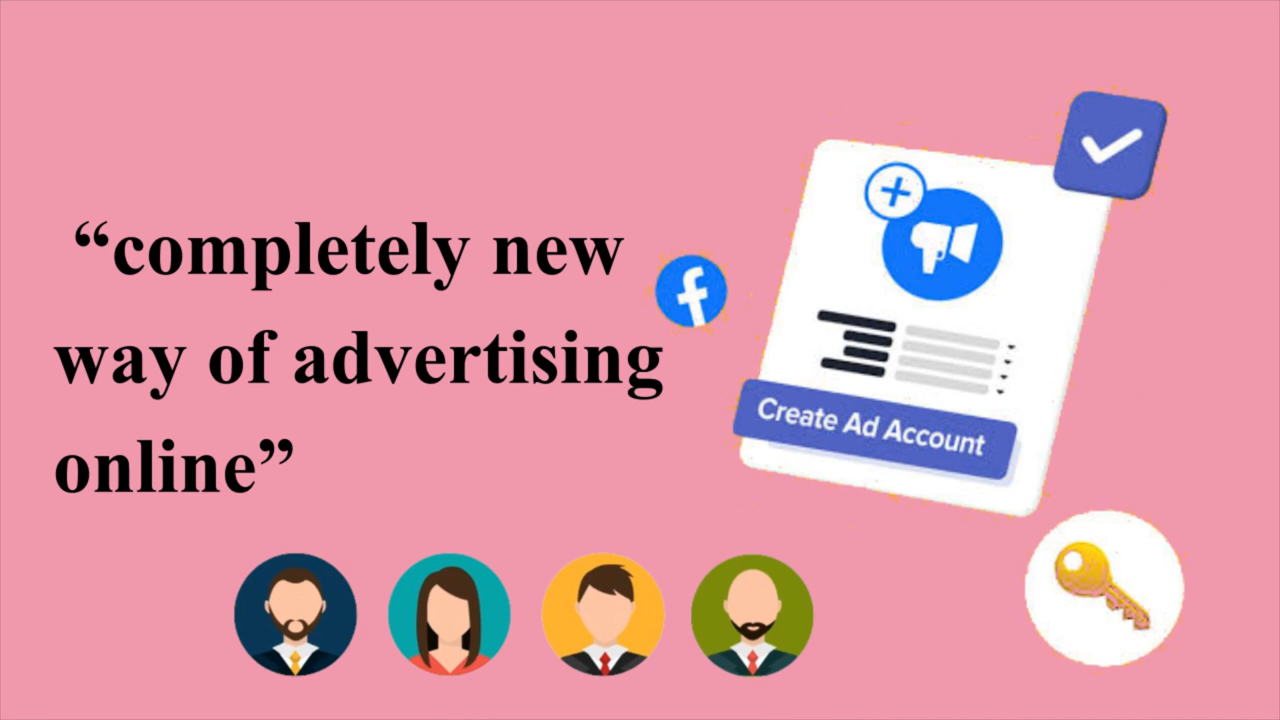 “completely new
way of advertising
online”
Create Ad Account